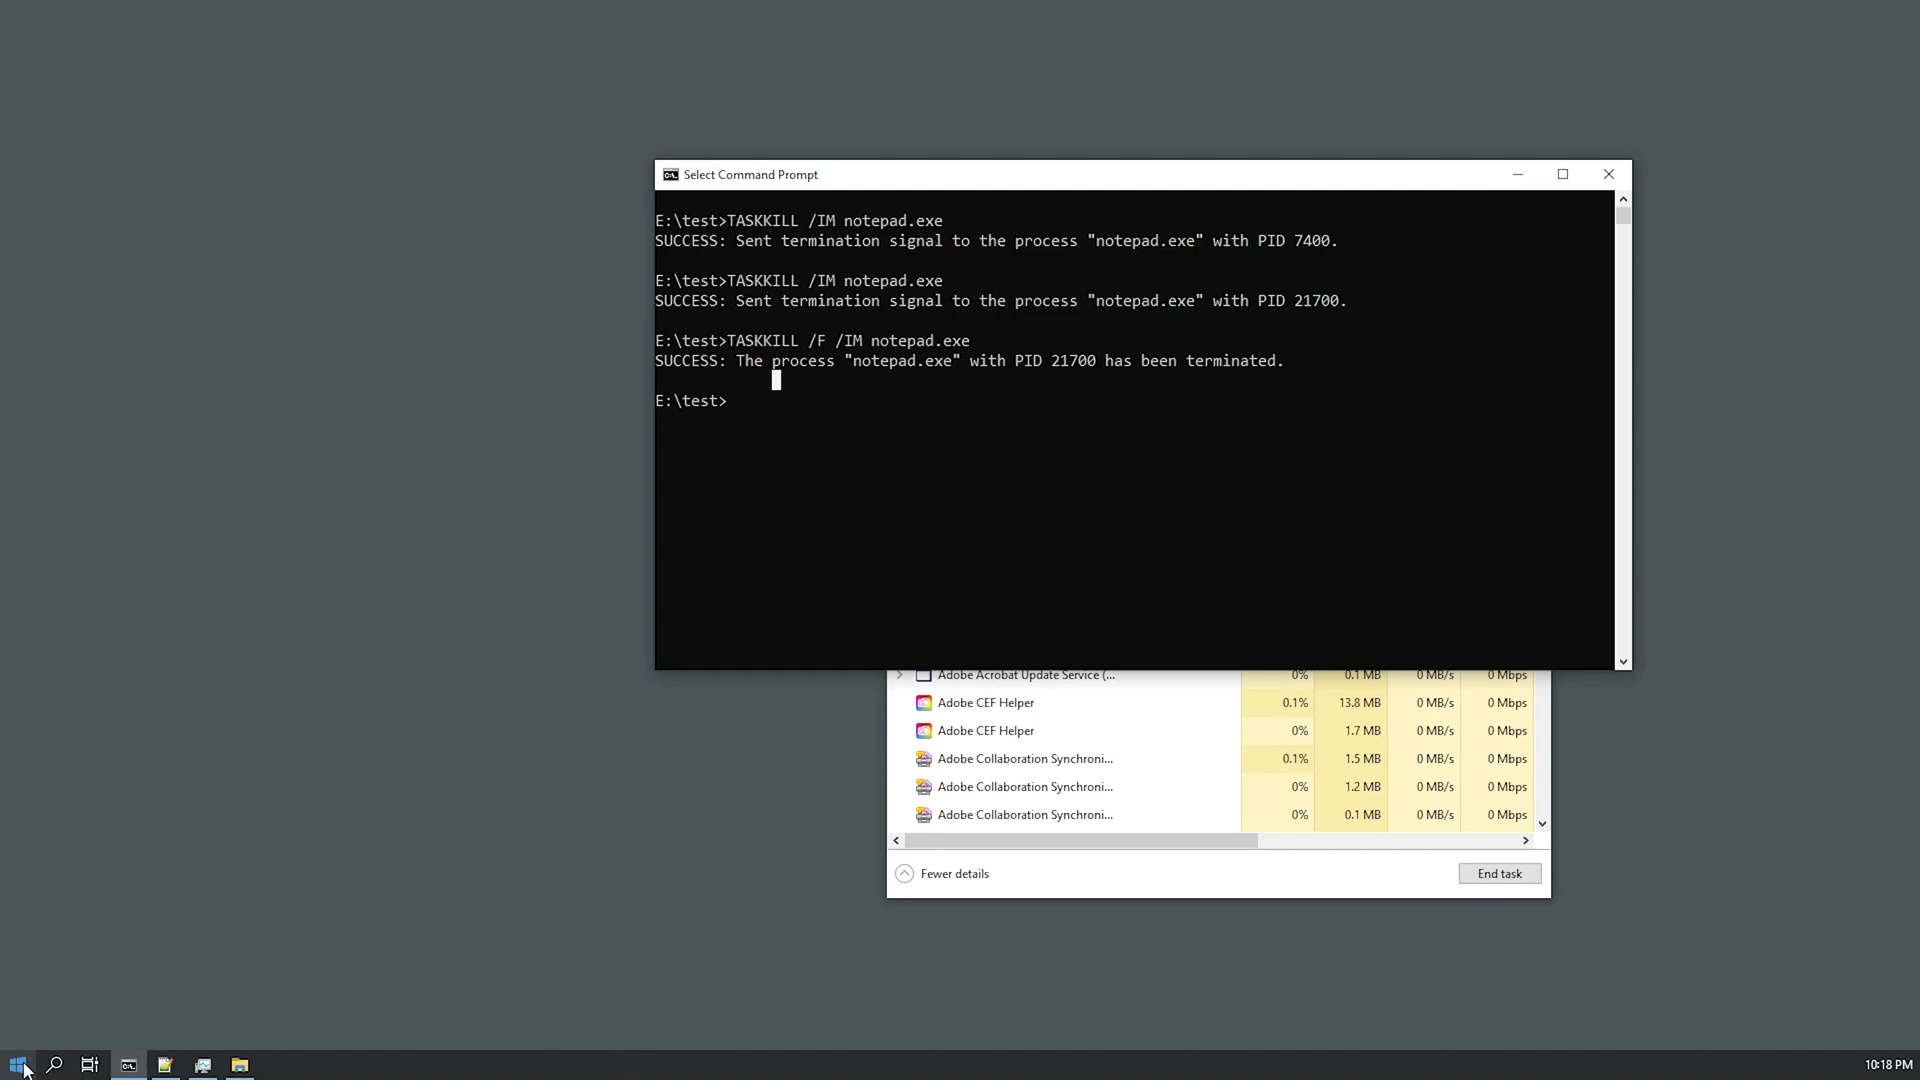 Select Command Prompt
E:\test>TASKKILL /IM notepad.exe
SUCCESS: Sent termination signal to the process "notepad.exe" with PID 7400.
E:\test>TASKKILL /IM notepad.exe
SUCCESS: Sent termination signal to the process "notepad.exe" with PID 21700.
E:\test>TASKKILL /F /IM notepad.exe
SUCCESS: The process "notepad.exe" with PID 21700 has been terminated.
E:\test>
Adobe Acrobat Update Service (... 0% 0.1 MB 0 MB/s 0 Mbps
Adobe CEF Helper 0.1% 13.8 MB 0 MB/s 0 Mbps
Adobe CEF Helper 0% 1.7 MB 0 MB/s 0 Mbps
Adobe Collaboration Synchroni... 0.1% 1.5 MB 0 MB/s 0 Mbps
Adobe Collaboration Synchroni... 0% 1.2 MB 0 MB/s 0 Mbps
Adobe Collaboration Synchroni... 0% 0.1 MB 0 MB/s 0 Mbps
Fewer details End task
10:18 PM